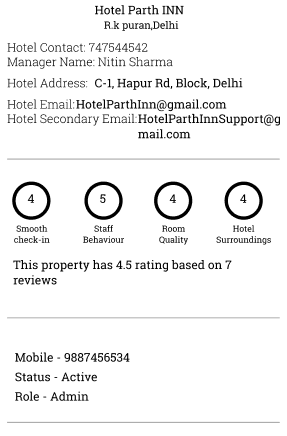 Hotel Parth INN
R.k puran,Delhi
Hotel Contact: 747544542
Manager Name: Nitin Sharma
Hotel Address: C-1, Hapur Rd, Block, Delhi
Hotel Email:HotelParthInn@gmail.com
Hotel Secondary Email:HotelParthInnSupport@g
mail.com
4 5 4 4
Smooth Staff Room Hotel
check-in Behaviour Quality Surroundings
This property has 4.5 rating based on 7
reviews
Mobile - 9887456534
Status - Active
Role - Admin